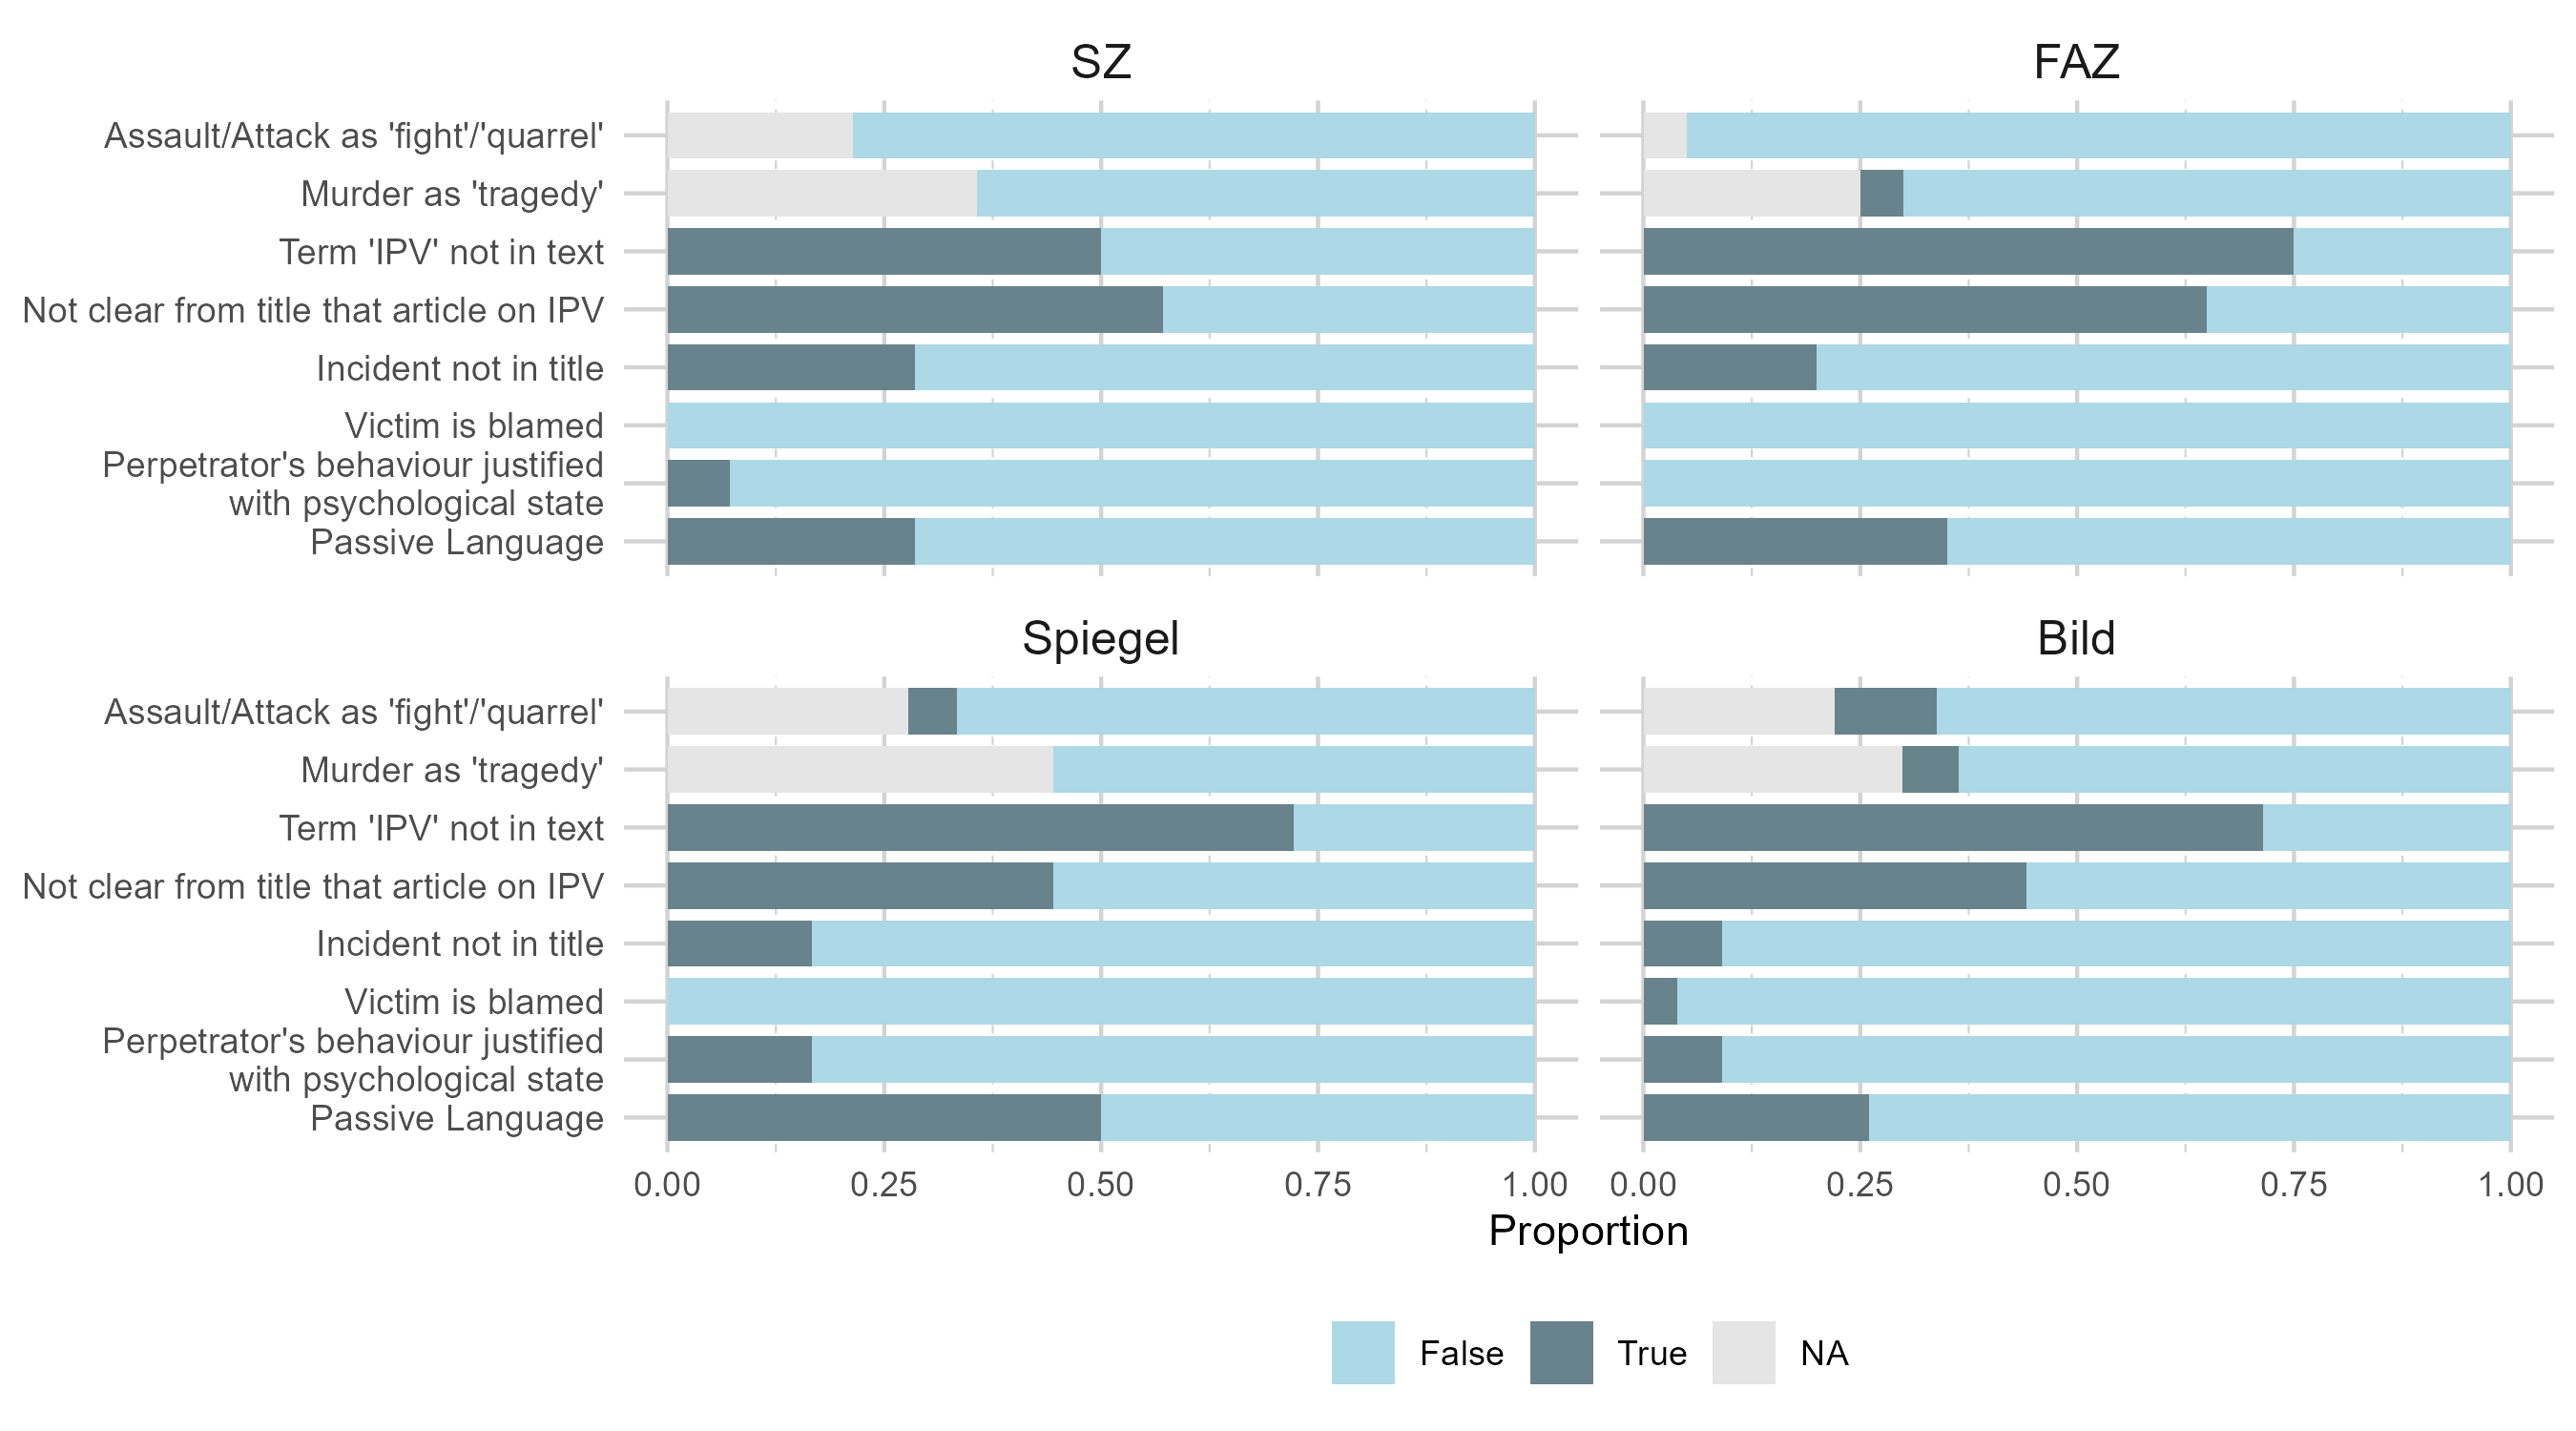 SZ
FAZ
Assault/Attack as 'fight'/'quarrel'
Murder as 'tragedy'
Term 'IPV' not in text
Not clear from title that article on IPV
Incident not in title
Victim is blamed
Perpetrator's behaviour justified
with psychological state
Passive Language
Spiegel
Bild
Assault/Attack as 'fight'/'quarrel'
Murder as 'tragedy'
Term 'IPV' not in text
Not clear from title that article on IPV
Incident not in title
Victim is blamed
Perpetrator's behaviour justified
with psychological state
Passive Language
0.00 0.25 0.50 0.75 1.00 0.00 0.25 0.50 0.75 1.00
Proportion
False True NA